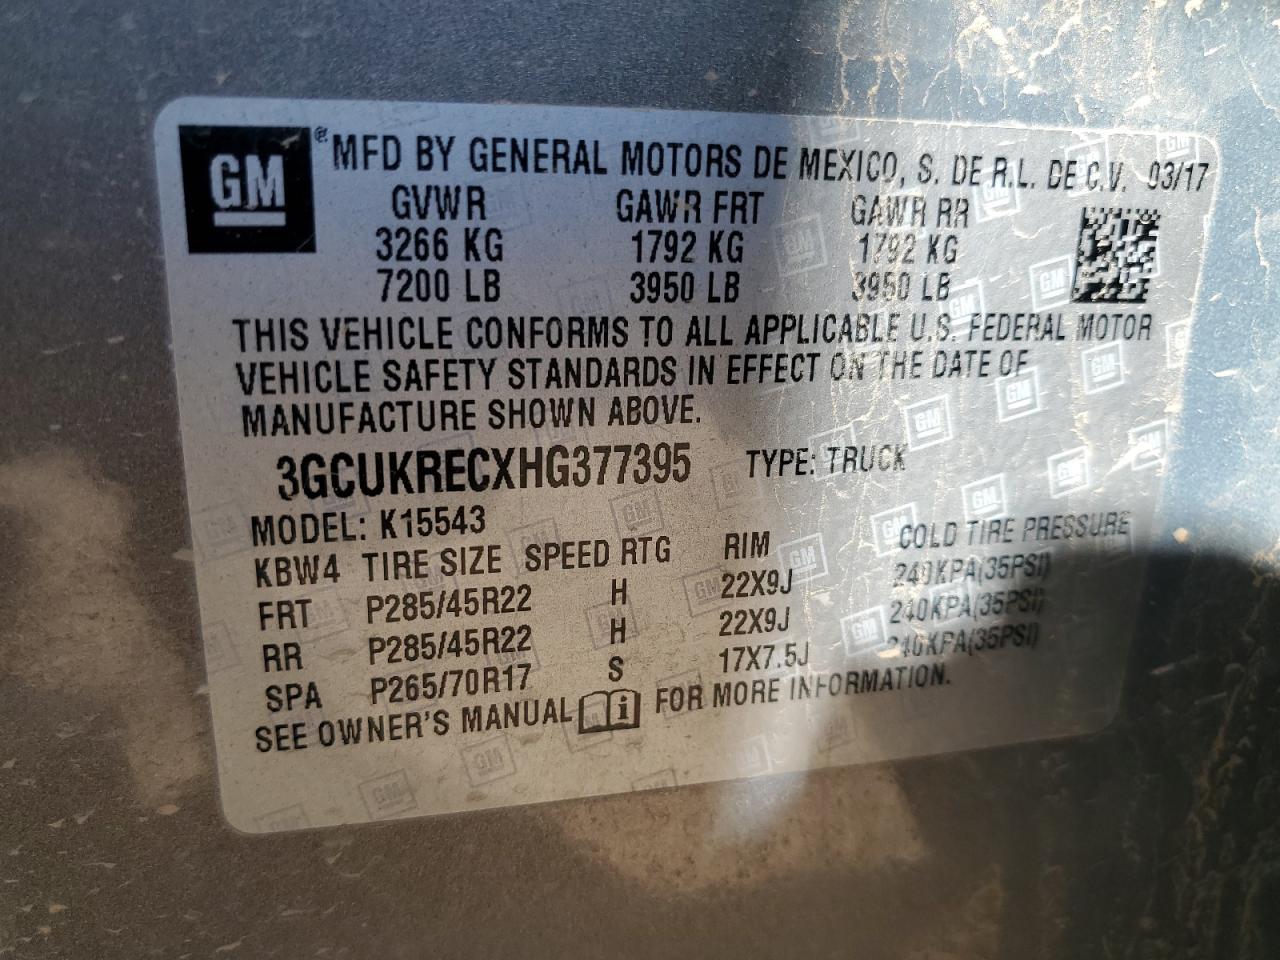 GM ® MFD BY GENERAL MOTORS DE MEXICO, S. DE R.L. DE C.V. 03/17
GVWR GAWR FRT GAWR RR
3266 KG 1792 KG 1792 KG
7200 LB 3950 LB 3950 LB
THIS VEHICLE CONFORMS TO ALL APPLICABLE U.S. FEDERAL MOTOR
VEHICLE SAFETY STANDARDS IN EFFECT ON THE DATE OF
MANUFACTURE SHOWN ABOVE.
3GCUKRECXHG377395 TYPE: TRUCK
MODEL: K15543
KBW4 TIRE SIZE SPEED RTG RIM COLD TIRE PRESSURE
FRT P285/45R22 H 22X9J 240KPA(35PSI)
RR P285/45R22 H 22X9J 240KPA(35PSI)
SPA P265/70R17 S 17X7.5J 240KPA(35PSI)
SEE OWNER'S MANUAL i FOR MORE INFORMATION.